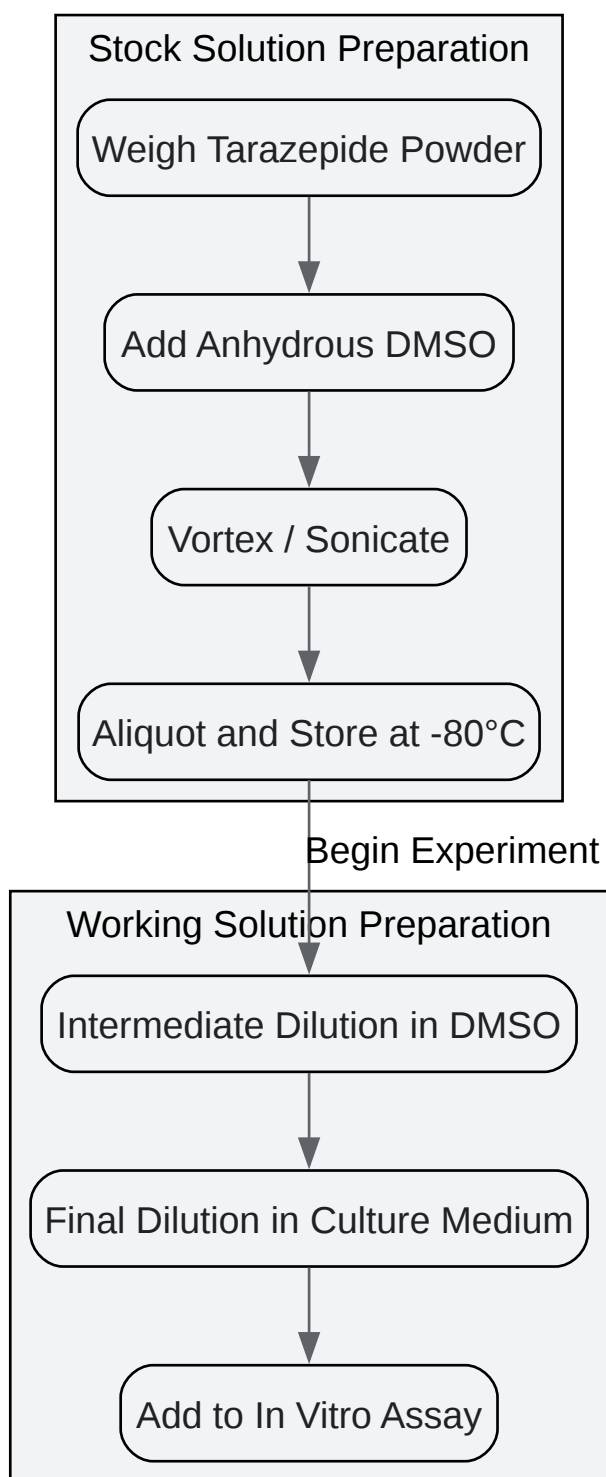 Stock Solution Preparation
Weigh Tarazepide Powder
Add Anhydrous DMSO
Vortex / Sonicate
Aliquot and Store at -80°C
Begin Experiment
Working Solution Preparation
Intermediate Dilution in DMSO
Final Dilution in Culture Medium
Add to In Vitro Assay